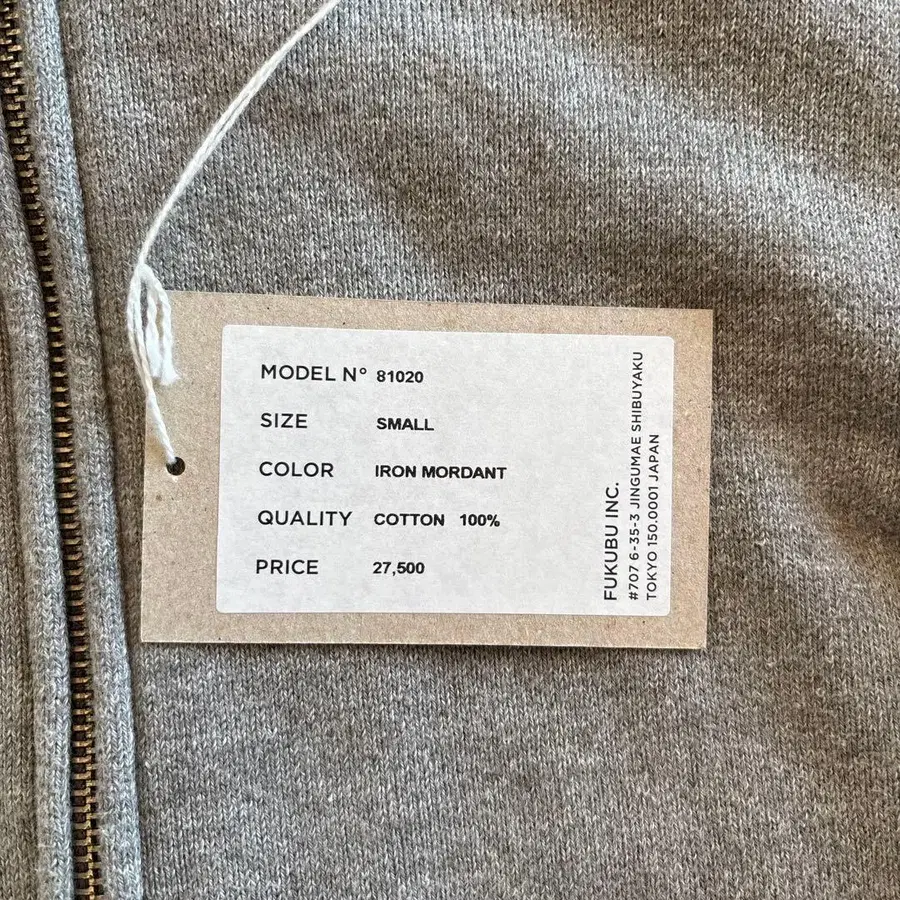 MODEL N° 81020
SIZE SMALL
COLOR IRON MORDANT
QUALITY COTTON 100%
PRICE 27,500
FUKUBU INC.
#707 6-35-3 JINGUMAE SHIBUYAKU
TOKYO 150.0001 JAPAN